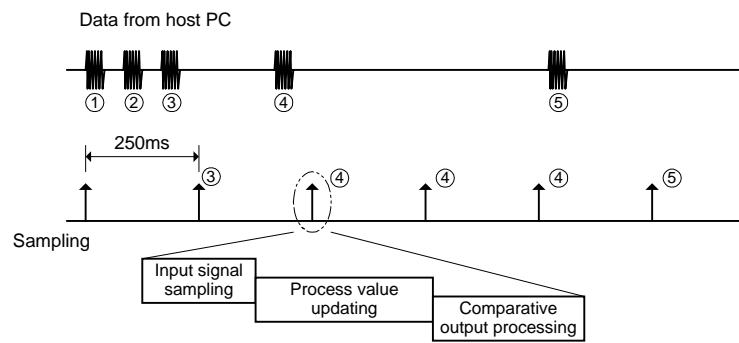 Data from host PC
① ② ③ ④ ⑤
250ms
③ ④ ④ ④ ⑤
Sampling
Input signal
sampling
Process value
updating
Comparative
output processing